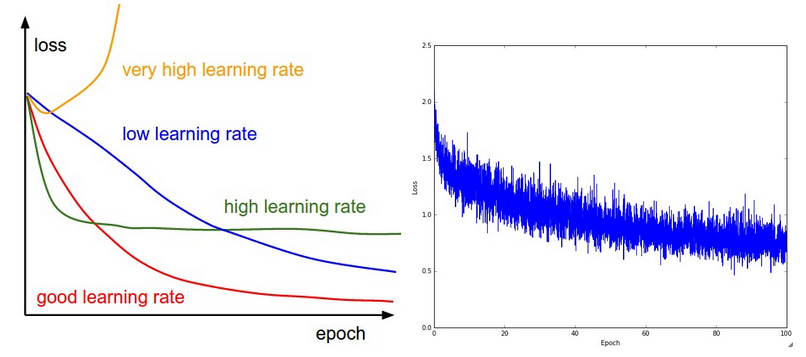 loss
very high learning rate
low learning rate
high learning rate
good learning rate
epoch
2.5
2.0
1.5
1.0
0.5
0.0
Loss
0
20
40
60
80
100
Epoch